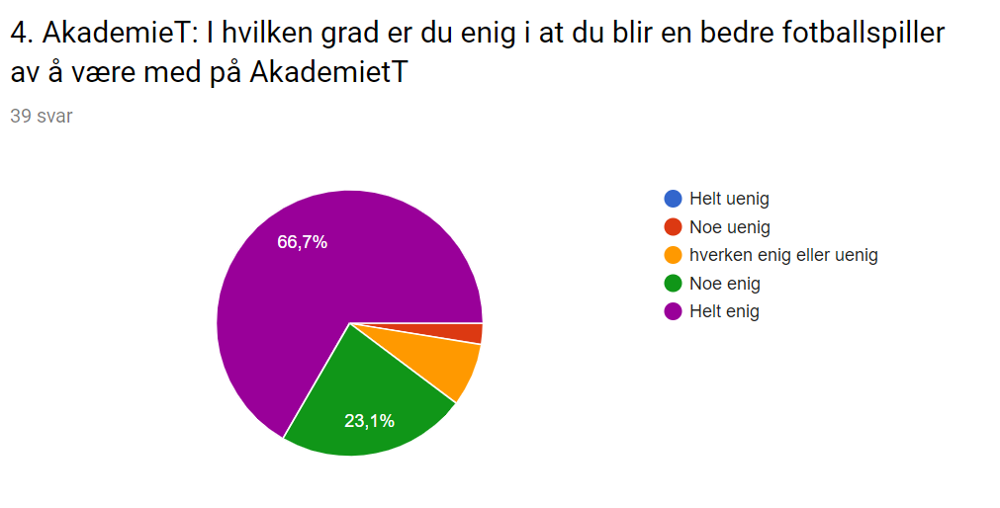 4. AkademieT: I hvilken grad er du enig i at du blir en bedre fotballspiller
av å være med på AkademietT
39 svar
66,7%
23,1%
Helt uenig
Noe uenig
hverken enig eller uenig
Noe enig
Helt enig